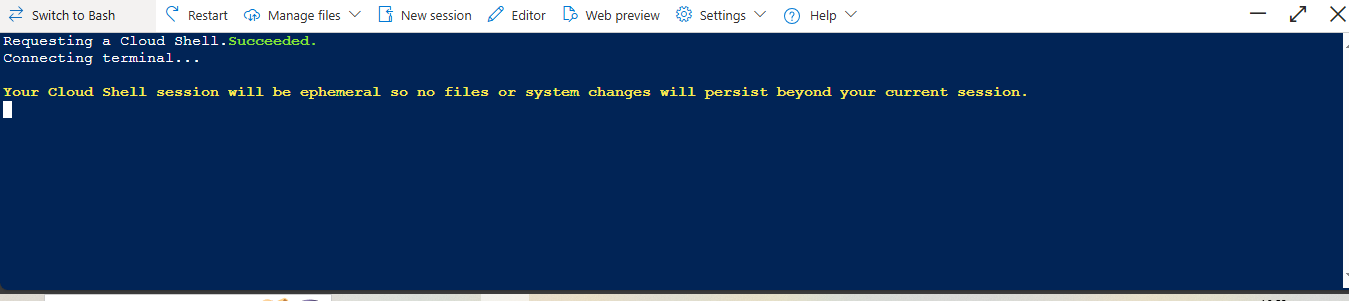 Switch to Bash Restart Manage files New session Editor Web preview Settings Help
Requesting a Cloud Shell.Succeeded.
Connecting terminal...
Your Cloud Shell session will be ephemeral so no files or system changes will persist beyond your current session.